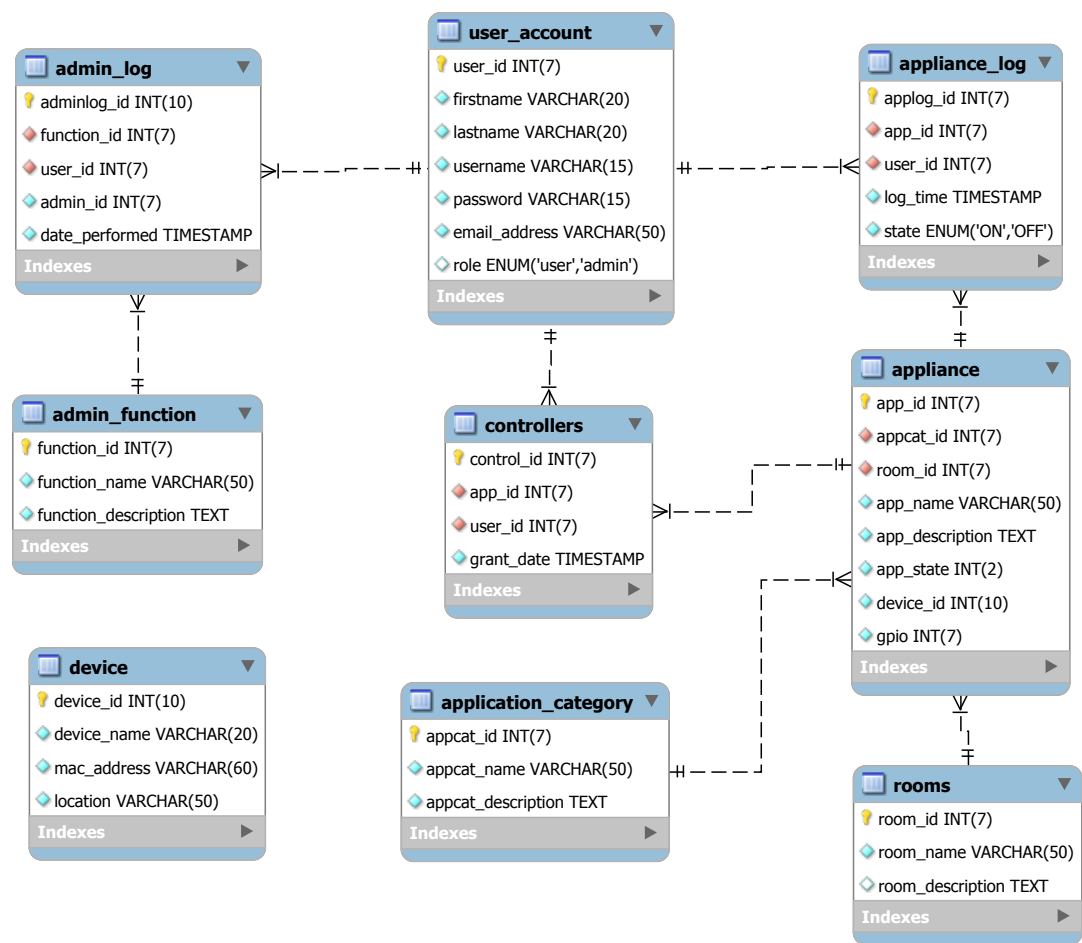 admin_log
adminlog_id INT(10)
function_id INT(7)
user_id INT(7)
admin_id INT(7)
date_performed TIMESTAMP
Indexes
user_account
user_id INT(7)
firstname VARCHAR(20)
lastname VARCHAR(20)
username VARCHAR(15)
password VARCHAR(15)
email_address VARCHAR(50)
role ENUM('user','admin')
Indexes
appliance_log
applog_id INT(7)
app_id INT(7)
user_id INT(7)
log_time TIMESTAMP
state ENUM('ON','OFF')
Indexes
admin_function
function_id INT(7)
function_name VARCHAR(50)
function_description TEXT
Indexes
controllers
control_id INT(7)
app_id INT(7)
user_id INT(7)
grant_date TIMESTAMP
Indexes
appliance
app_id INT(7)
appcat_id INT(7)
room_id INT(7)
app_name VARCHAR(50)
app_description TEXT
app_state INT(2)
device_id INT(10)
gpio INT(7)
Indexes
device
device_id INT(10)
device_name VARCHAR(20)
mac_address VARCHAR(60)
location VARCHAR(50)
Indexes
application_category
appcat_id INT(7)
appcat_name VARCHAR(50)
appcat_description TEXT
Indexes
rooms
room_id INT(7)
room_name VARCHAR(50)
room_description TEXT
Indexes